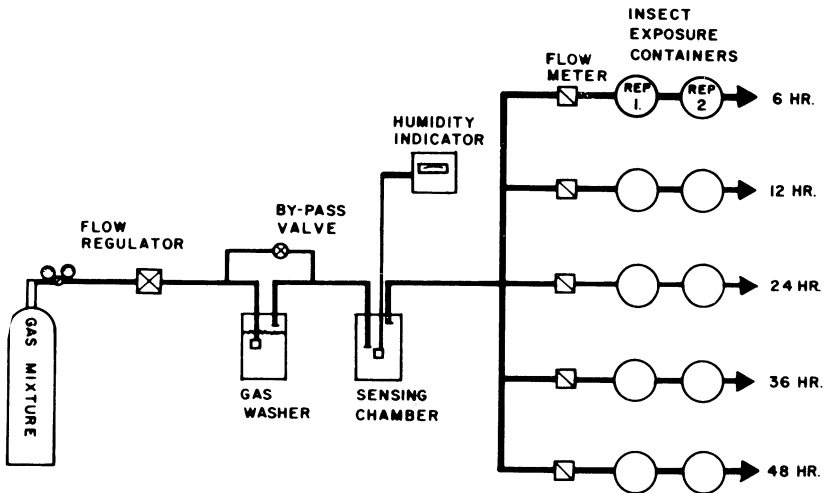 INSECT
EXPOSURE
CONTAINERS
FLOW
METER
REP
1.
REP
2
6 HR.
HUMIDITY
INDICATOR
12 HR.
BY-PASS
VALVE
FLOW
REGULATOR
24 HR.
GAS MIXTURE
GAS
WASHER
SENSING
CHAMBER
36 HR.
48 HR.